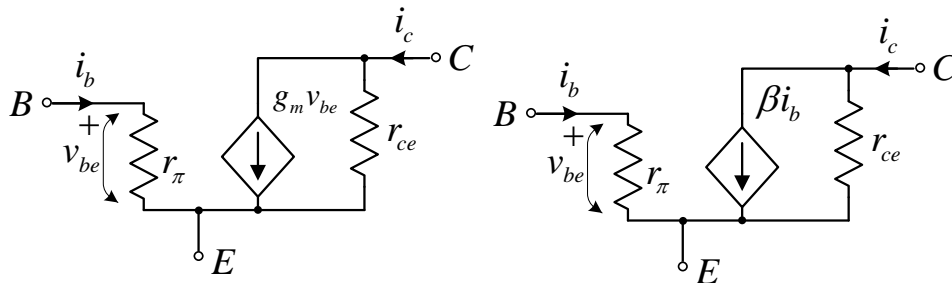 i_c
C
i_b
B
+
v_be
r_π
g_m v_be
r_ce
E
i_c
C
i_b
B
+
v_be
r_π
βi_b
r_ce
E